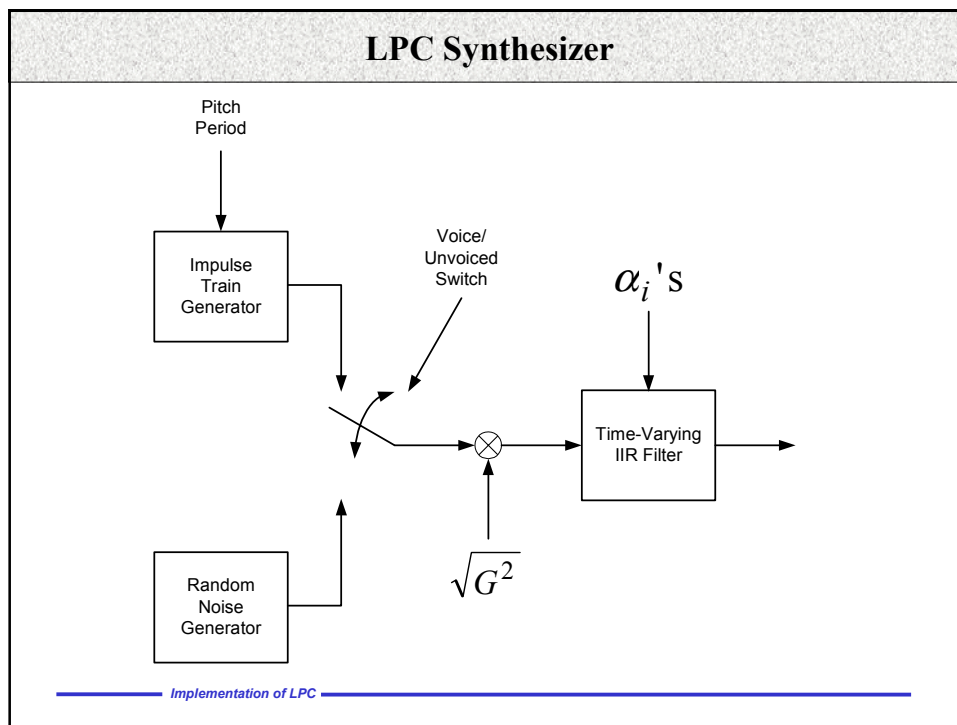 LPC Synthesizer
Pitch
Period
Impulse
Train
Generator
Voice/
Unvoiced
Switch
αᵢ's
Time-Varying
IIR Filter
√G²
Random
Noise
Generator
Implementation of LPC